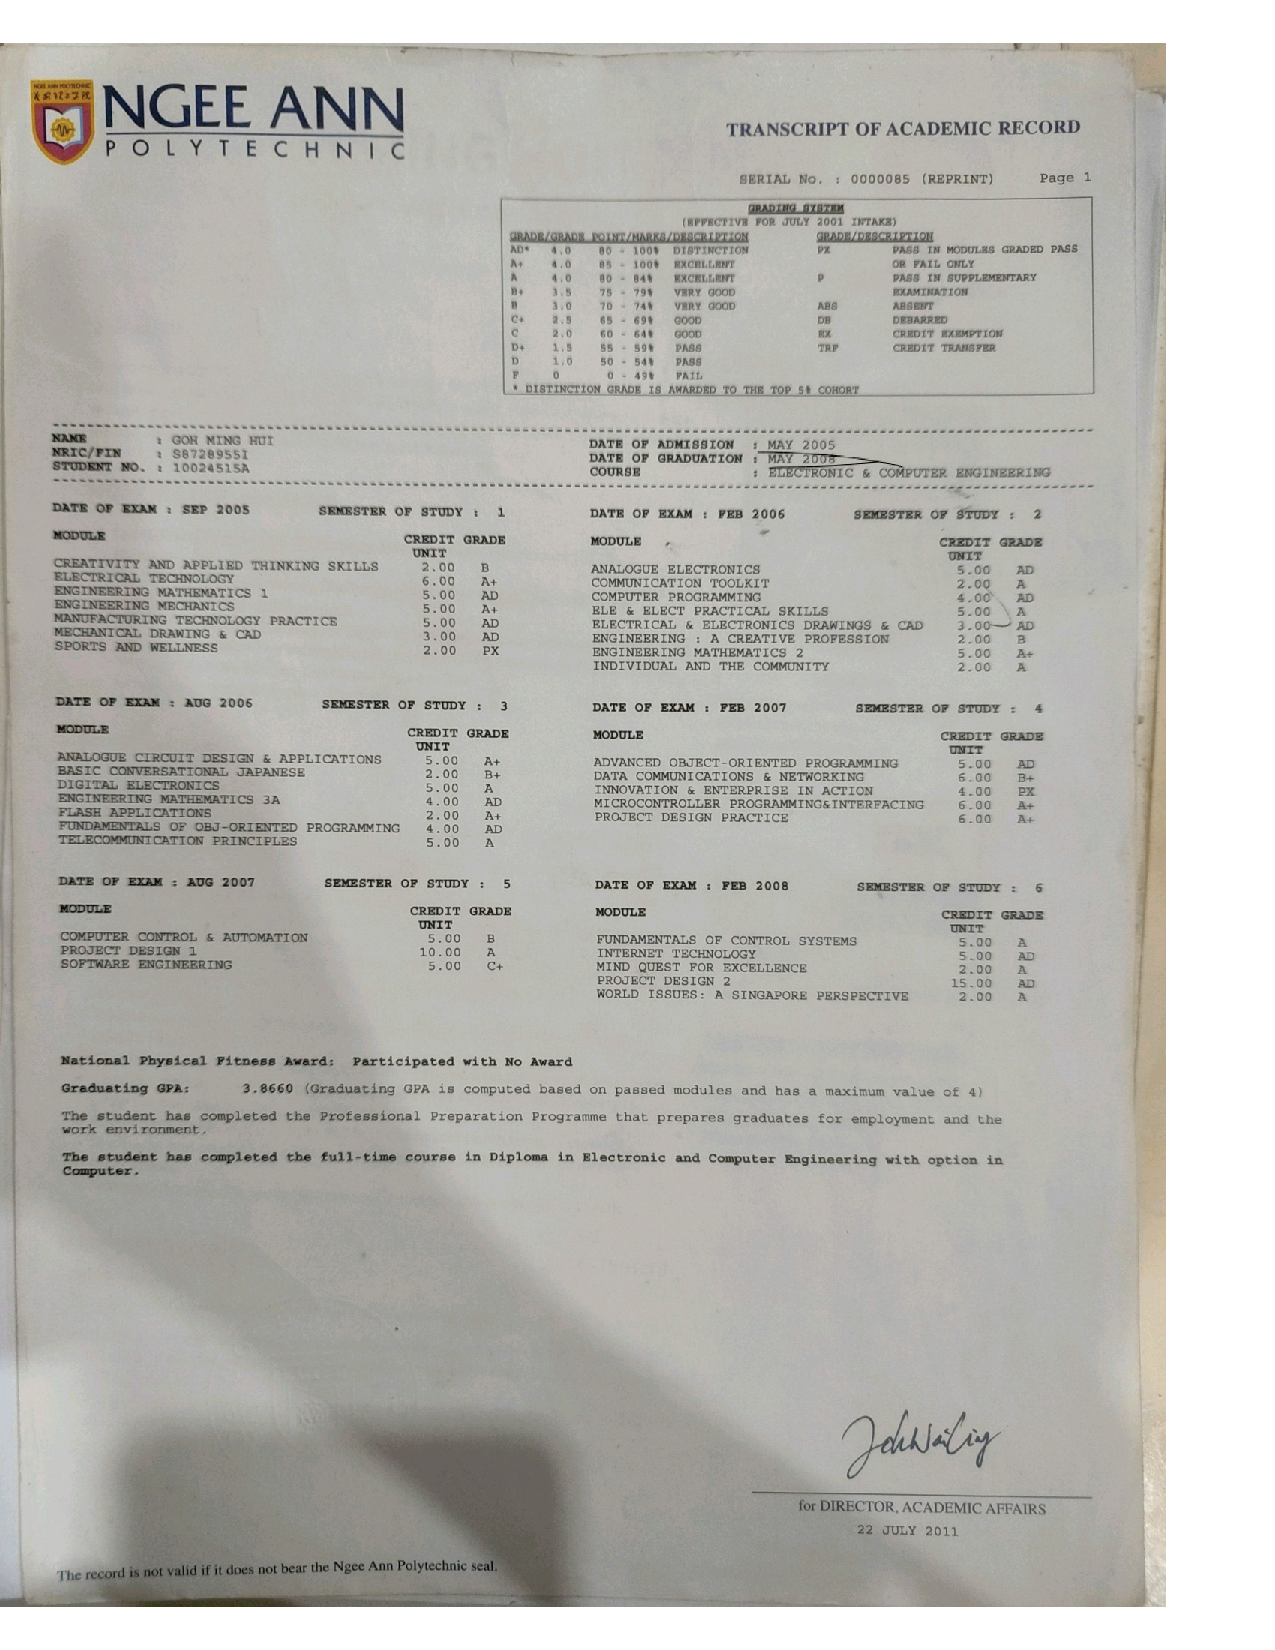 NGEE ANN
POLYTECHNIC
TRANSCRIPT OF ACADEMIC RECORD
SERIAL No. : 0000085 (REPRINT) Page 1
GRADING SYSTEM
(EFFECTIVE FOR JULY 2001 INTAKE)
GRADE/GRADE POINT/MARKS/DESCRIPTION GRADE/DESCRIPTION
AD* 4.0 80 - 100% DISTINCTION PX PASS IN MODULES GRADED PASS
A+ 4.0 85 - 100% EXCELLENT OR FAIL ONLY
A 4.0 80 - 84% EXCELLENT P PASS IN SUPPLEMENTARY
B+ 3.5 75 - 79% VERY GOOD EXAMINATION
B 3.0 70 - 74% VERY GOOD ABS ABSENT
C+ 2.5 65 - 69% GOOD DB DEBARRED
C 2.0 60 - 64% GOOD EX CREDIT EXEMPTION
D+ 1.5 55 - 59% PASS TRF CREDIT TRANSFER
D 1.0 50 - 54% PASS
F 0 0 - 49% FAIL
* DISTINCTION GRADE IS AWARDED TO THE TOP 5% COHORT
NAME : GOH MING HUI
NRIC/FIN : S8728955I
STUDENT NO. : 10024515A
DATE OF ADMISSION : MAY 2005
DATE OF GRADUATION : MAY 2008
COURSE : ELECTRONIC & COMPUTER ENGINEERING
DATE OF EXAM : SEP 2005 SEMESTER OF STUDY : 1
MODULE CREDIT GRADE
UNIT
CREATIVITY AND APPLIED THINKING SKILLS 2.00 B
ELECTRICAL TECHNOLOGY 6.00 A+
ENGINEERING MATHEMATICS 1 5.00 AD
ENGINEERING MECHANICS 5.00 A+
MANUFACTURING TECHNOLOGY PRACTICE 5.00 AD
MECHANICAL DRAWING & CAD 3.00 AD
SPORTS AND WELLNESS 2.00 PX
DATE OF EXAM : FEB 2006 SEMESTER OF STUDY : 2
MODULE CREDIT GRADE
UNIT
ANALOGUE ELECTRONICS 5.00 AD
COMMUNICATION TOOLKIT 2.00 A
COMPUTER PROGRAMMING 4.00 AD
ELE & ELECT PRACTICAL SKILLS 5.00 A
ELECTRICAL & ELECTRONICS DRAWINGS & CAD 3.00 AD
ENGINEERING : A CREATIVE PROFESSION 2.00 B
ENGINEERING MATHEMATICS 2 5.00 A+
INDIVIDUAL AND THE COMMUNITY 2.00 A
DATE OF EXAM : AUG 2006 SEMESTER OF STUDY : 3
MODULE CREDIT GRADE
UNIT
ANALOGUE CIRCUIT DESIGN & APPLICATIONS 5.00 A+
BASIC CONVERSATIONAL JAPANESE 2.00 B+
DIGITAL ELECTRONICS 5.00 A
ENGINEERING MATHEMATICS 3A 4.00 AD
FLASH APPLICATIONS 2.00 A+
FUNDAMENTALS OF OBJ-ORIENTED PROGRAMMING 4.00 AD
TELECOMMUNICATION PRINCIPLES 5.00 A
DATE OF EXAM : FEB 2007 SEMESTER OF STUDY : 4
MODULE CREDIT GRADE
UNIT
ADVANCED OBJECT-ORIENTED PROGRAMMING 5.00 AD
DATA COMMUNICATIONS & NETWORKING 6.00 B+
INNOVATION & ENTERPRISE IN ACTION 4.00 PX
MICROCONTROLLER PROGRAMMING&INTERFACING 6.00 A+
PROJECT DESIGN PRACTICE 6.00 A+
DATE OF EXAM : AUG 2007 SEMESTER OF STUDY : 5
MODULE CREDIT GRADE
UNIT
COMPUTER CONTROL & AUTOMATION 5.00 B
PROJECT DESIGN 1 10.00 A
SOFTWARE ENGINEERING 5.00 C+
DATE OF EXAM : FEB 2008 SEMESTER OF STUDY : 6
MODULE CREDIT GRADE
UNIT
FUNDAMENTALS OF CONTROL SYSTEMS 5.00 A
INTERNET TECHNOLOGY 5.00 AD
MIND QUEST FOR EXCELLENCE 2.00 A
PROJECT DESIGN 2 15.00 AD
WORLD ISSUES: A SINGAPORE PERSPECTIVE 2.00 A
National Physical Fitness Award: Participated with No Award
Graduating GPA: 3.8660 (Graduating GPA is computed based on passed modules and has a maximum value of 4)
The student has completed the Professional Preparation Programme that prepares graduates for employment and the
work environment.
The student has completed the full-time course in Diploma in Electronic and Computer Engineering with option in
Computer.
for DIRECTOR, ACADEMIC AFFAIRS
22 JULY 2011
The record is not valid if it does not bear the Ngee Ann Polytechnic seal.